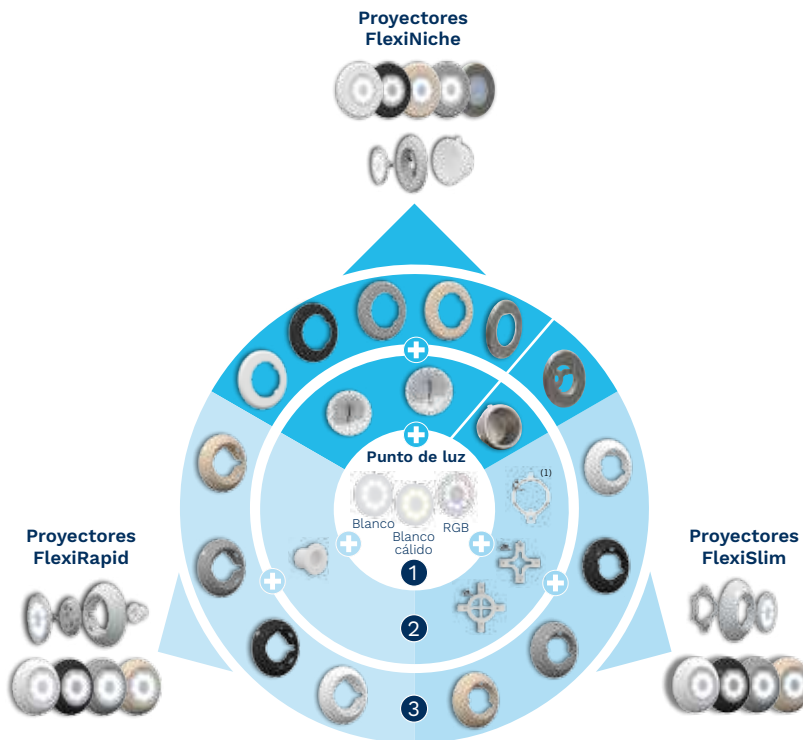 Proyectores
FlexiNiche
Punto de luz
Blanco
Blanco
cálido
RGB
(1)
Proyectores
FlexiRapid
Proyectores
FlexiSlim
1
2
3